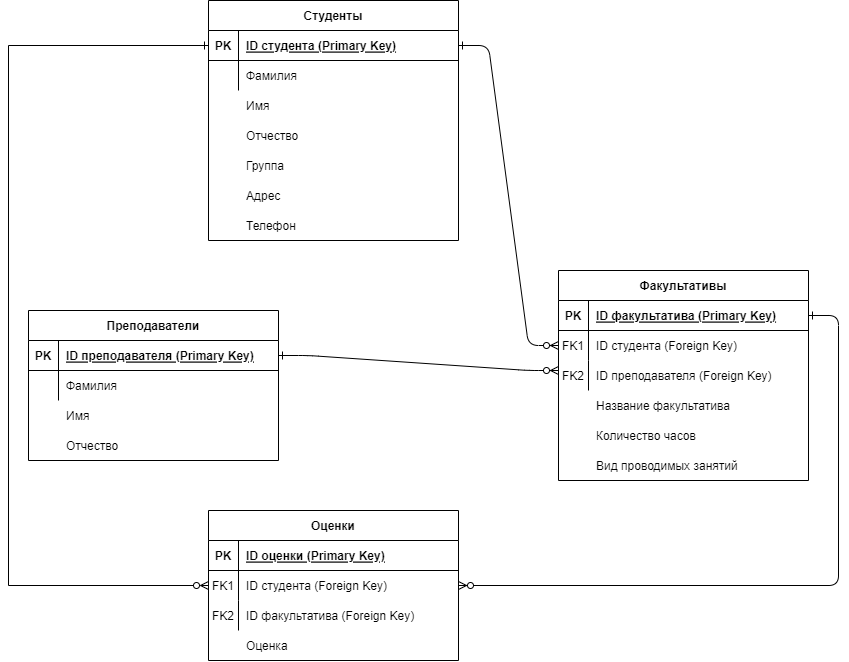 Студенты
PK ID студента (Primary Key)
Фамилия
Имя
Отчество
Группа
Адрес
Телефон
Факультативы
PK ID факультатива (Primary Key)
FK1 ID студента (Foreign Key)
FK2 ID преподавателя (Foreign Key)
Название факультатива
Количество часов
Вид проводимых занятий
Преподаватели
PK ID преподавателя (Primary Key)
Фамилия
Имя
Отчество
Оценки
PK ID оценки (Primary Key)
FK1 ID студента (Foreign Key)
FK2 ID факультатива (Foreign Key)
Оценка